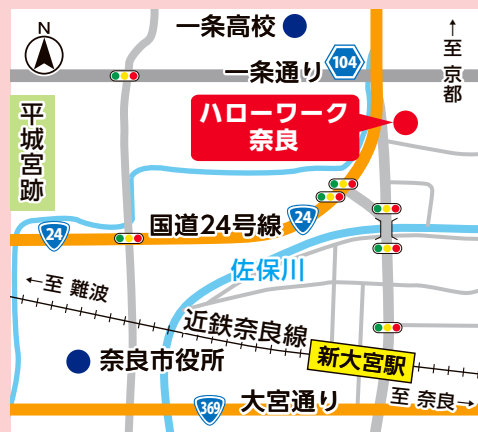 N
一条高校
↑至 京都
一条通り
104
平城宮跡
ハローワーク
奈良
国道24号線
24
24
佐保川
←至 難波
近鉄奈良線
新大宮駅
奈良市役所
至 奈良→
369
大宮通り